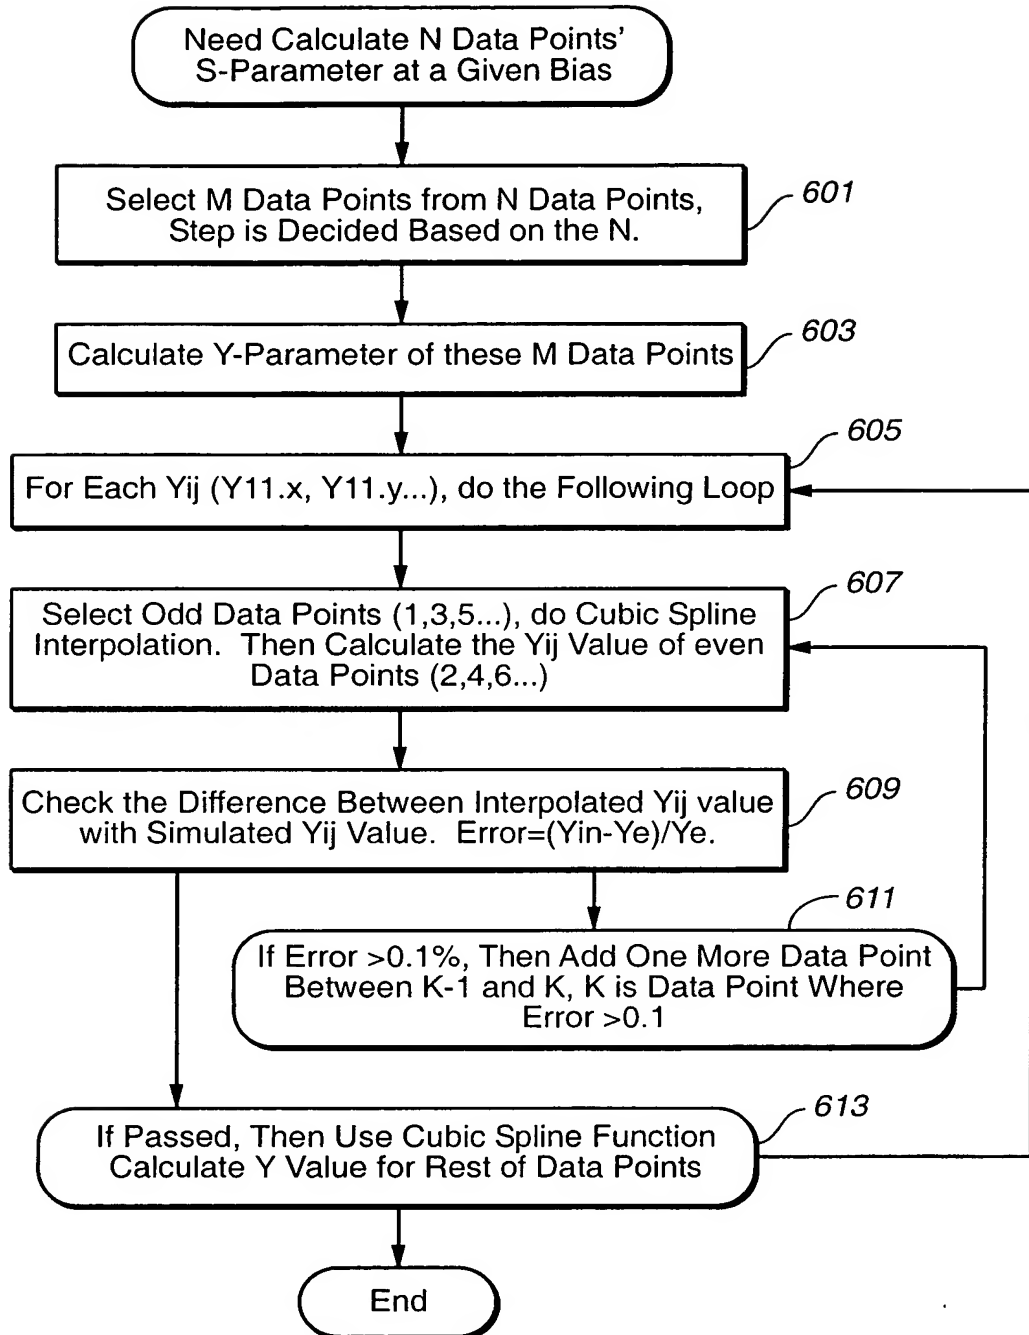 Need Calculate N Data Points'
S-Parameter at a Given Bias
Select M Data Points from N Data Points,
Step is Decided Based on the N.
601
Calculate Y-Parameter of these M Data Points
603
For Each Yij (Y11.x, Y11.y...), do the Following Loop
605
Select Odd Data Points (1,3,5...), do Cubic Spline
Interpolation. Then Calculate the Yij Value of even
Data Points (2,4,6...)
607
Check the Difference Between Interpolated Yij value
with Simulated Yij Value. Error=(Yin-Ye)/Ye.
609
If Error >0.1%, Then Add One More Data Point
Between K-1 and K, K is Data Point Where
Error >0.1
611
If Passed, Then Use Cubic Spline Function
Calculate Y Value for Rest of Data Points
613
End